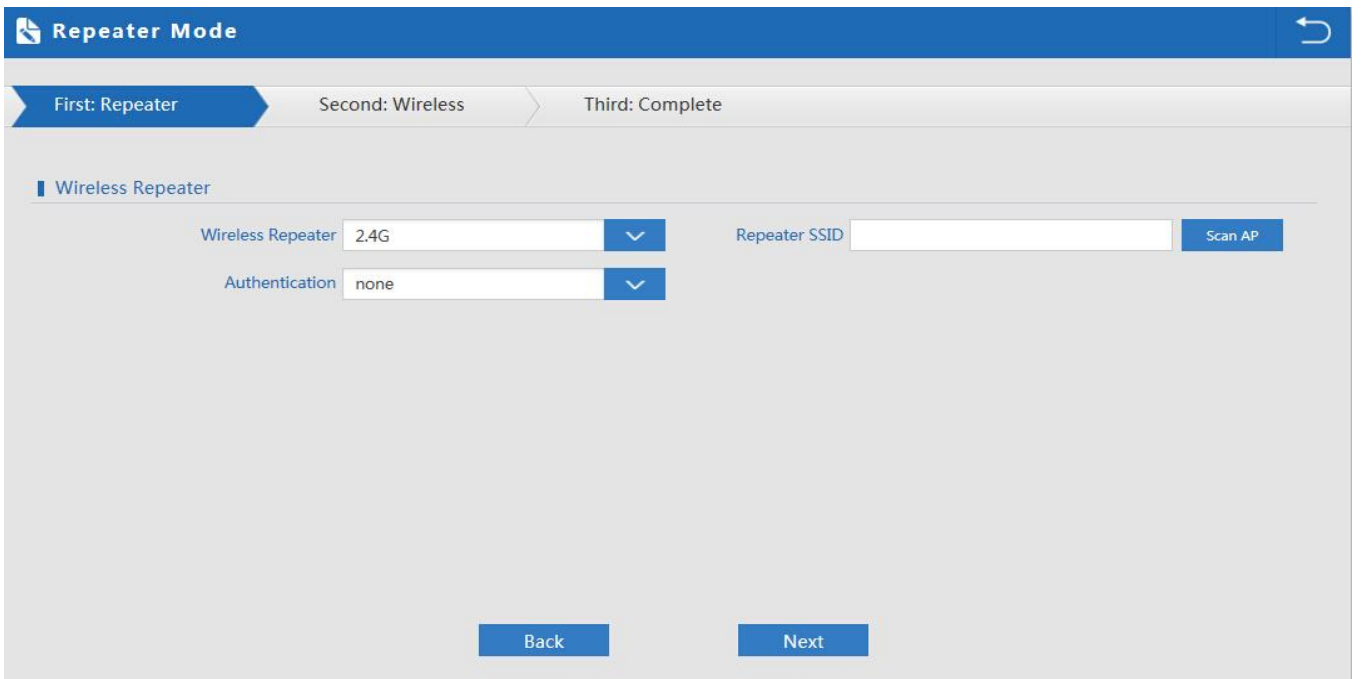 Repeater Mode
First: Repeater Second: Wireless Third: Complete
Wireless Repeater
Wireless Repeater 2.4G Repeater SSID Scan AP
Authentication none
Back Next